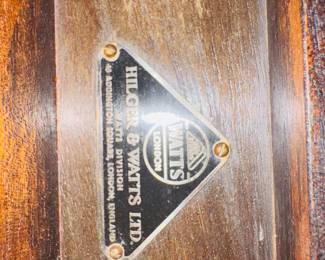 WATTS
LONDON
HILGER & WATTS LTD.
WATTS DIVISION
ADDINGTON SQUARE, LONDON, ENGLAND